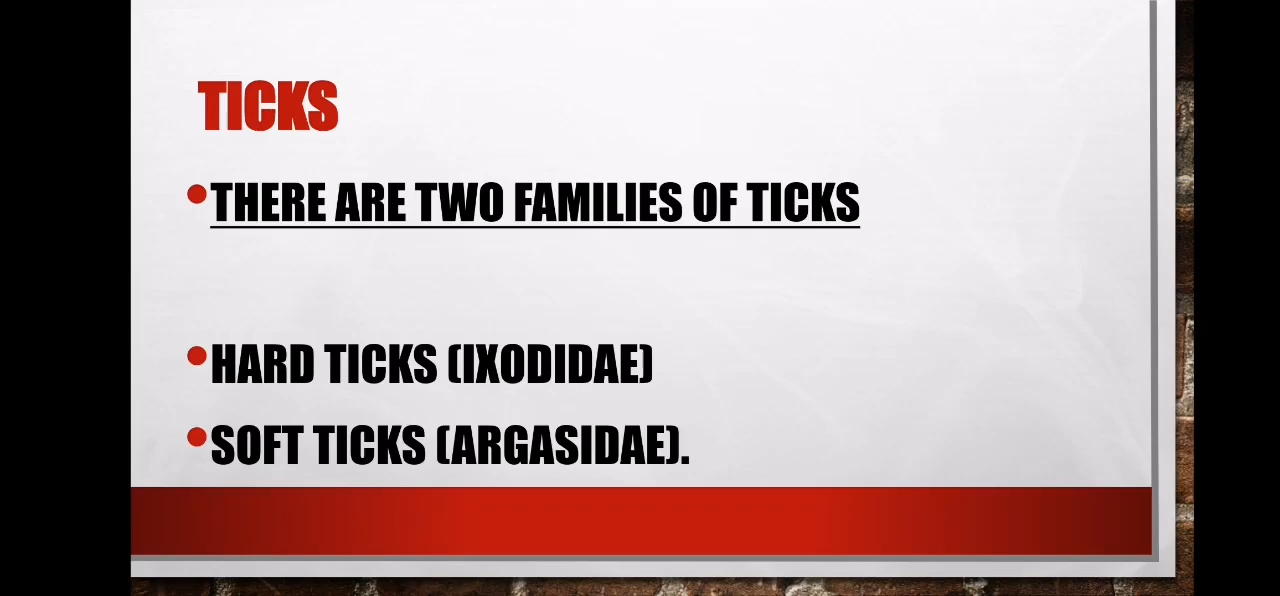 TICKS
•THERE ARE TWO FAMILIES OF TICKS
•HARD TICKS (IXODIDAE)
•SOFT TICKS (ARGASIDAE).